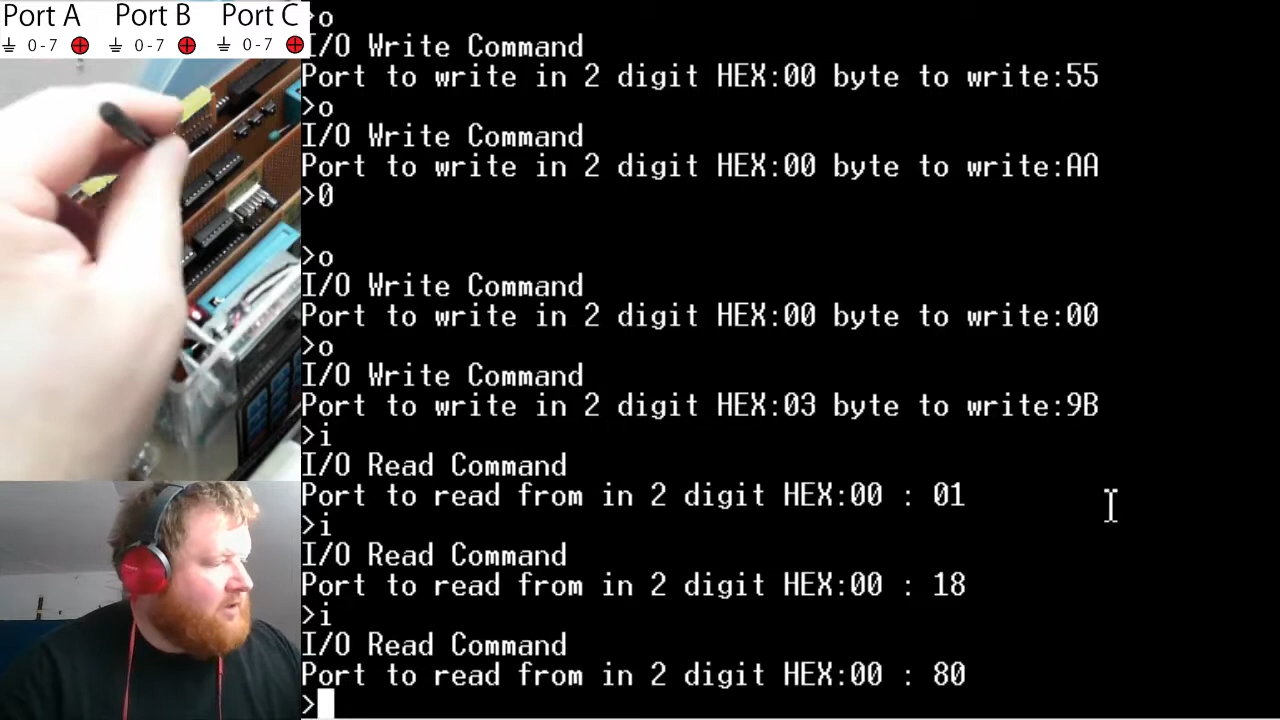 Port A Port B Port C
0-7 0-7 0-7
>o
I/O Write Command
Port to write in 2 digit HEX:00 byte to write:55
>o
I/O Write Command
Port to write in 2 digit HEX:00 byte to write:AA
>0
>o
I/O Write Command
Port to write in 2 digit HEX:00 byte to write:00
>o
I/O Write Command
Port to write in 2 digit HEX:03 byte to write:9B
>i
I/O Read Command
Port to read from in 2 digit HEX:00 : 01
>i
I/O Read Command
Port to read from in 2 digit HEX:00 : 18
>i
I/O Read Command
Port to read from in 2 digit HEX:00 : 80
>